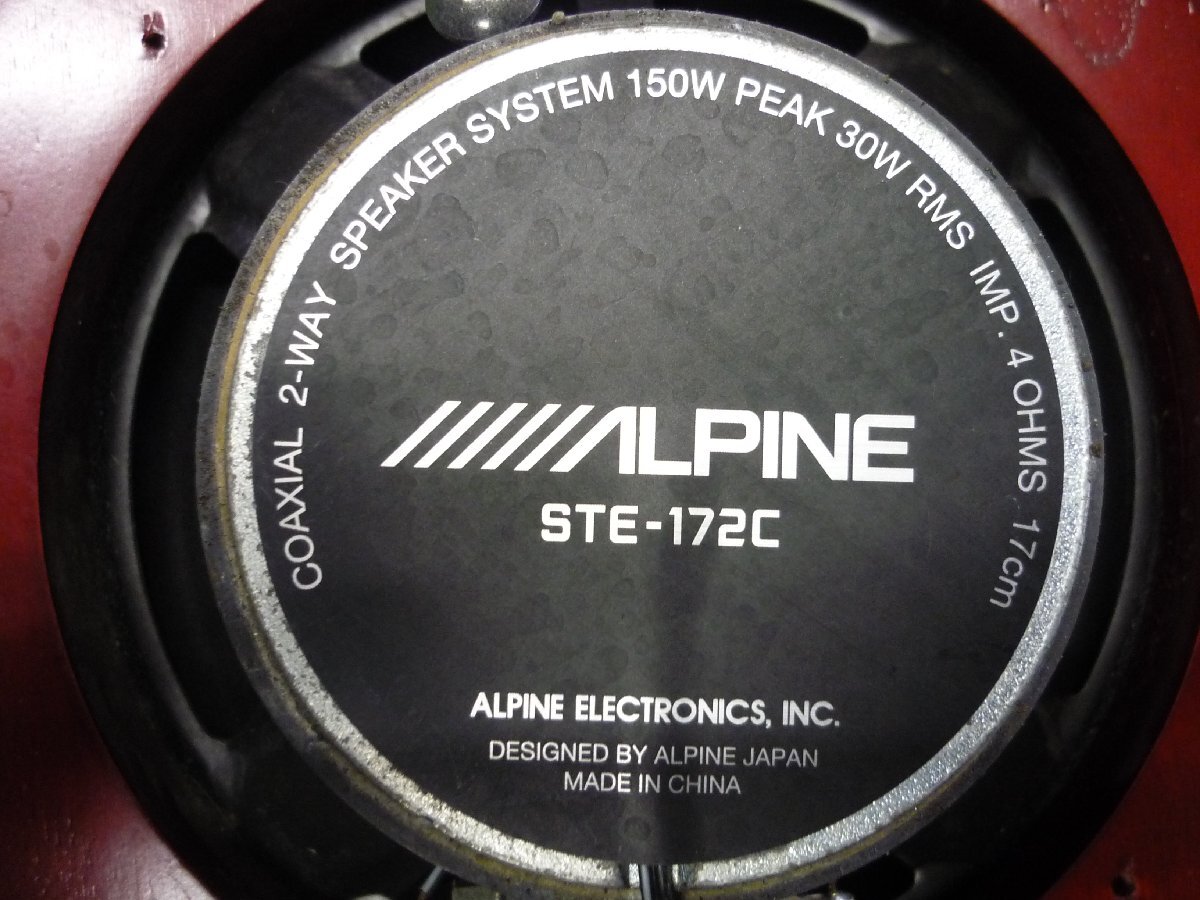 COAXIAL 2-WAY SPEAKER SYSTEM 150W PEAK 30W RMS IMP. 4 OHMS 17cm
ALPINE
STE-172C
ALPINE ELECTRONICS, INC.
DESIGNED BY ALPINE JAPAN
MADE IN CHINA